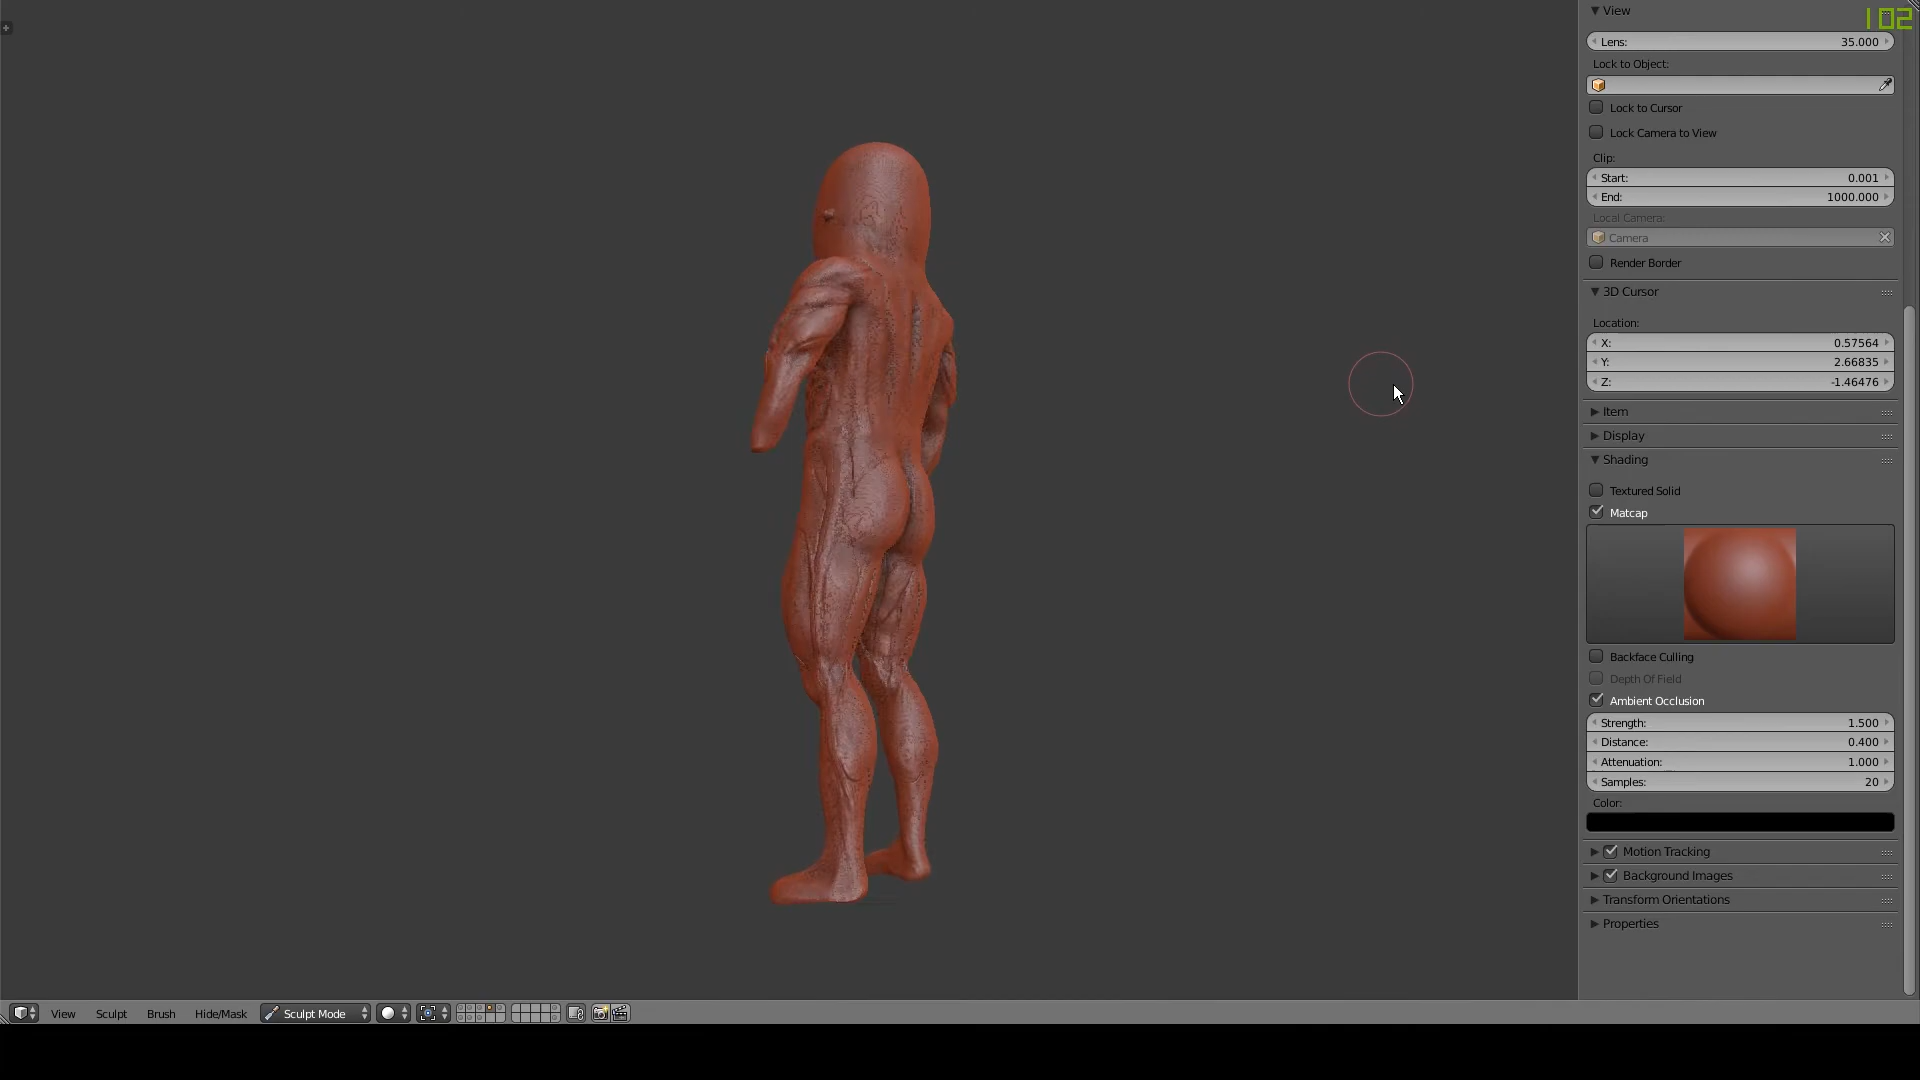 View
102
Lens: 35.000
Lock to Object:
Lock to Cursor
Lock Camera to View
Clip:
Start: 0.001
End: 1000.000
Local Camera:
Camera
Render Border
3D Cursor
Location:
X: 0.57564
Y: 2.66835
Z: -1.46476
Item
Display
Shading
Textured Solid
Matcap
Backface Culling
Depth Of Field
Ambient Occlusion
Strength: 1.500
Distance: 0.400
Attenuation: 1.000
Samples: 20
Color:
Motion Tracking
Background Images
Transform Orientations
Properties
View Sculpt Brush Hide/Mask Sculpt Mode